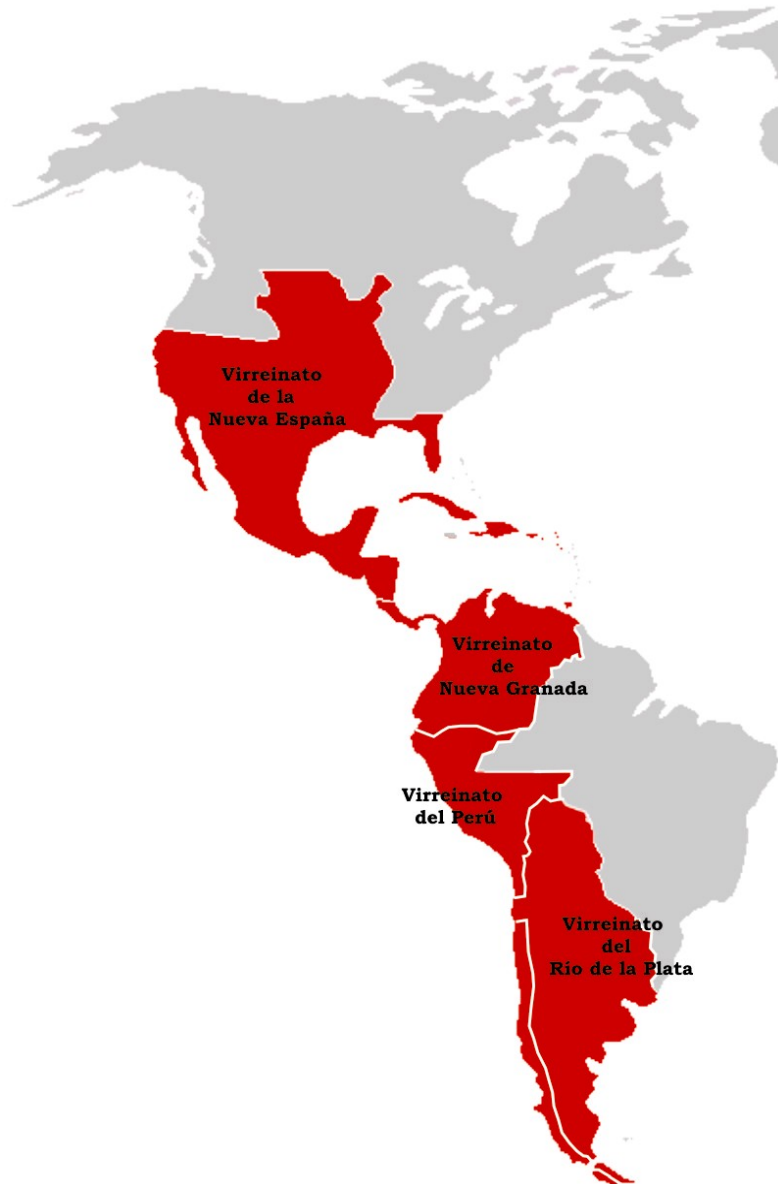 Virreinato
de la
Nueva España
Virreinato
de
Nueva Granada
Virreinato
del Perú
Virreinato
del
Río de la Plata